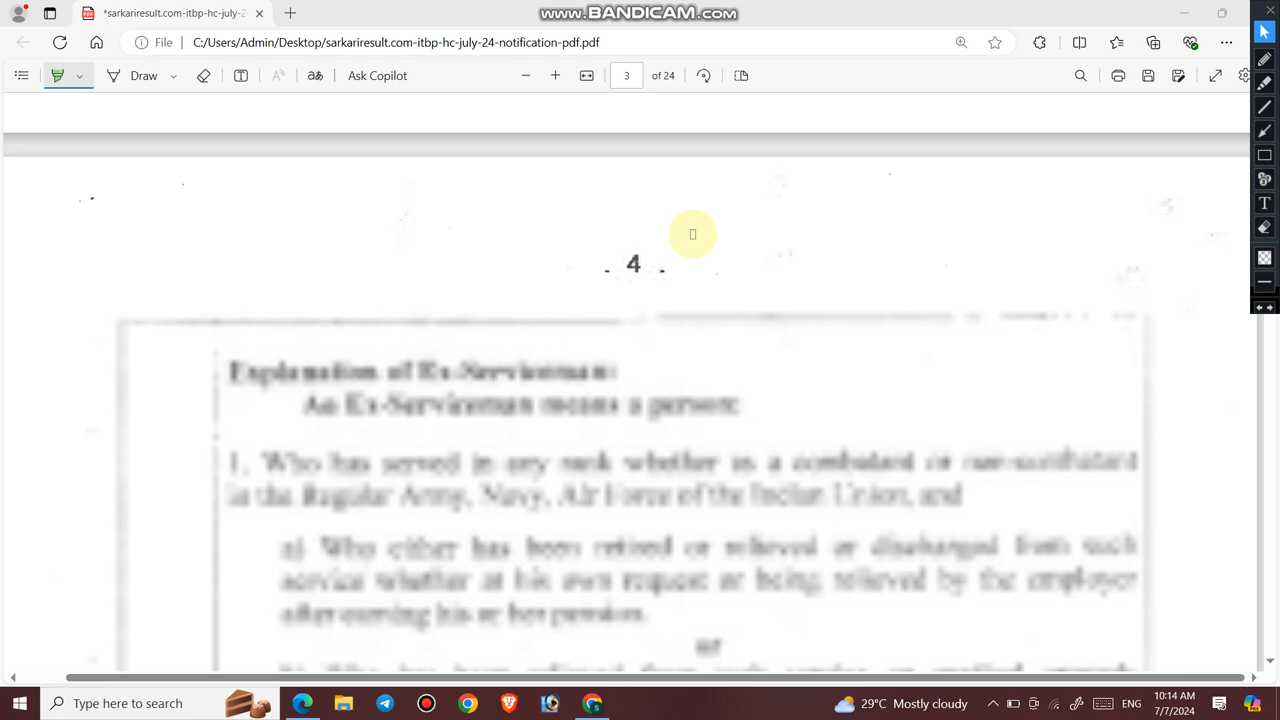 *sarkariresult.com-itbp-hc-july-24
www.BANDICAM.com
File
C:/Users/Admin/Desktop/sarkariresult.com-itbp-hc-july-24-notification-pdf.pdf
Draw
Ask Copilot
3 of 24
- 4 -
Explanation of Ex-Serviceman:
An Ex-Serviceman means a person:
1. Who has served in any rank whether as a combatant or non-combatant
in the Regular Army, Navy, Air Force of the Indian Union, and
a) Who either has been retired or relieved or discharged from such
service whether at his own request or being relieved by the employer
after earning his or her pension.
or
Type here to search
29°C Mostly cloudy
ENG
10:14 AM
7/7/2024